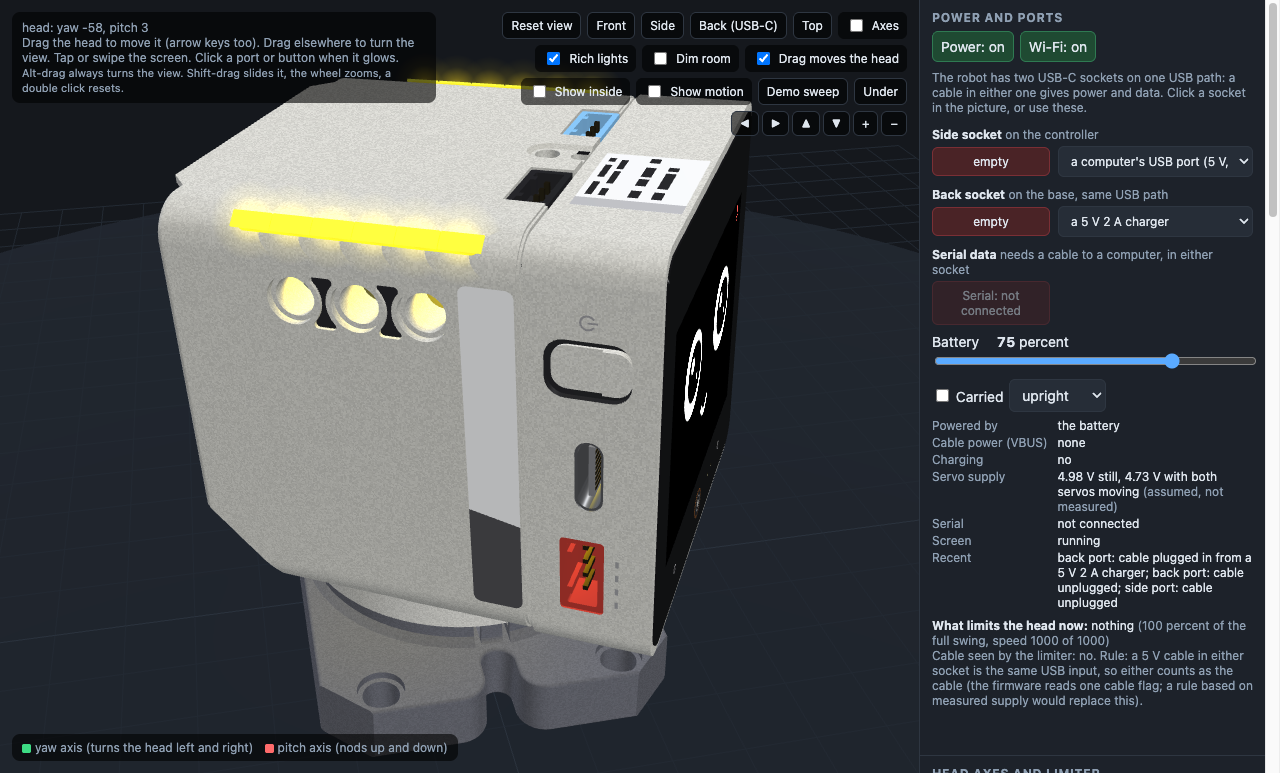 head: yaw -58, pitch 3
Drag the head to move it (arrow keys too). Drag elsewhere to turn the
view. Tap or swipe the screen. Click a port or button when it glows.
Alt-drag always turns the view. Shift-drag slides it, the wheel zooms, a
double click resets.
Reset view
Front
Side
Back (USB-C)
Top
Axes
Rich lights
Dim room
Drag moves the head
Show inside
Show motion
Demo sweep
Under
◄
►
▲
▼
+
−
yaw axis (turns the head left and right)
pitch axis (nods up and down)
POWER AND PORTS
Power: on
Wi-Fi: on
The robot has two USB-C sockets on one USB path: a
cable in either one gives power and data. Click a socket
in the picture, or use these.
Side socket on the controller
empty
a computer's USB port (5 V,
Back socket on the base, same USB path
empty
a 5 V 2 A charger
Serial data needs a cable to a computer, in either
socket
Serial: not
connected
Battery 75 percent
Carried
upright
Powered by the battery
Cable power (VBUS) none
Charging no
Servo supply 4.98 V still, 4.73 V with both
servos moving (assumed, not
measured)
Serial not connected
Screen running
Recent back port: cable plugged in from a
5 V 2 A charger; back port: cable
unplugged; side port: cable
unplugged
What limits the head now: nothing (100 percent of the
full swing, speed 1000 of 1000)
Cable seen by the limiter: no. Rule: a 5 V cable in either
socket is the same USB input, so either counts as the
cable (the firmware reads one cable flag; a rule based on
measured supply would replace this).
HEAD AXES AND LIMITER